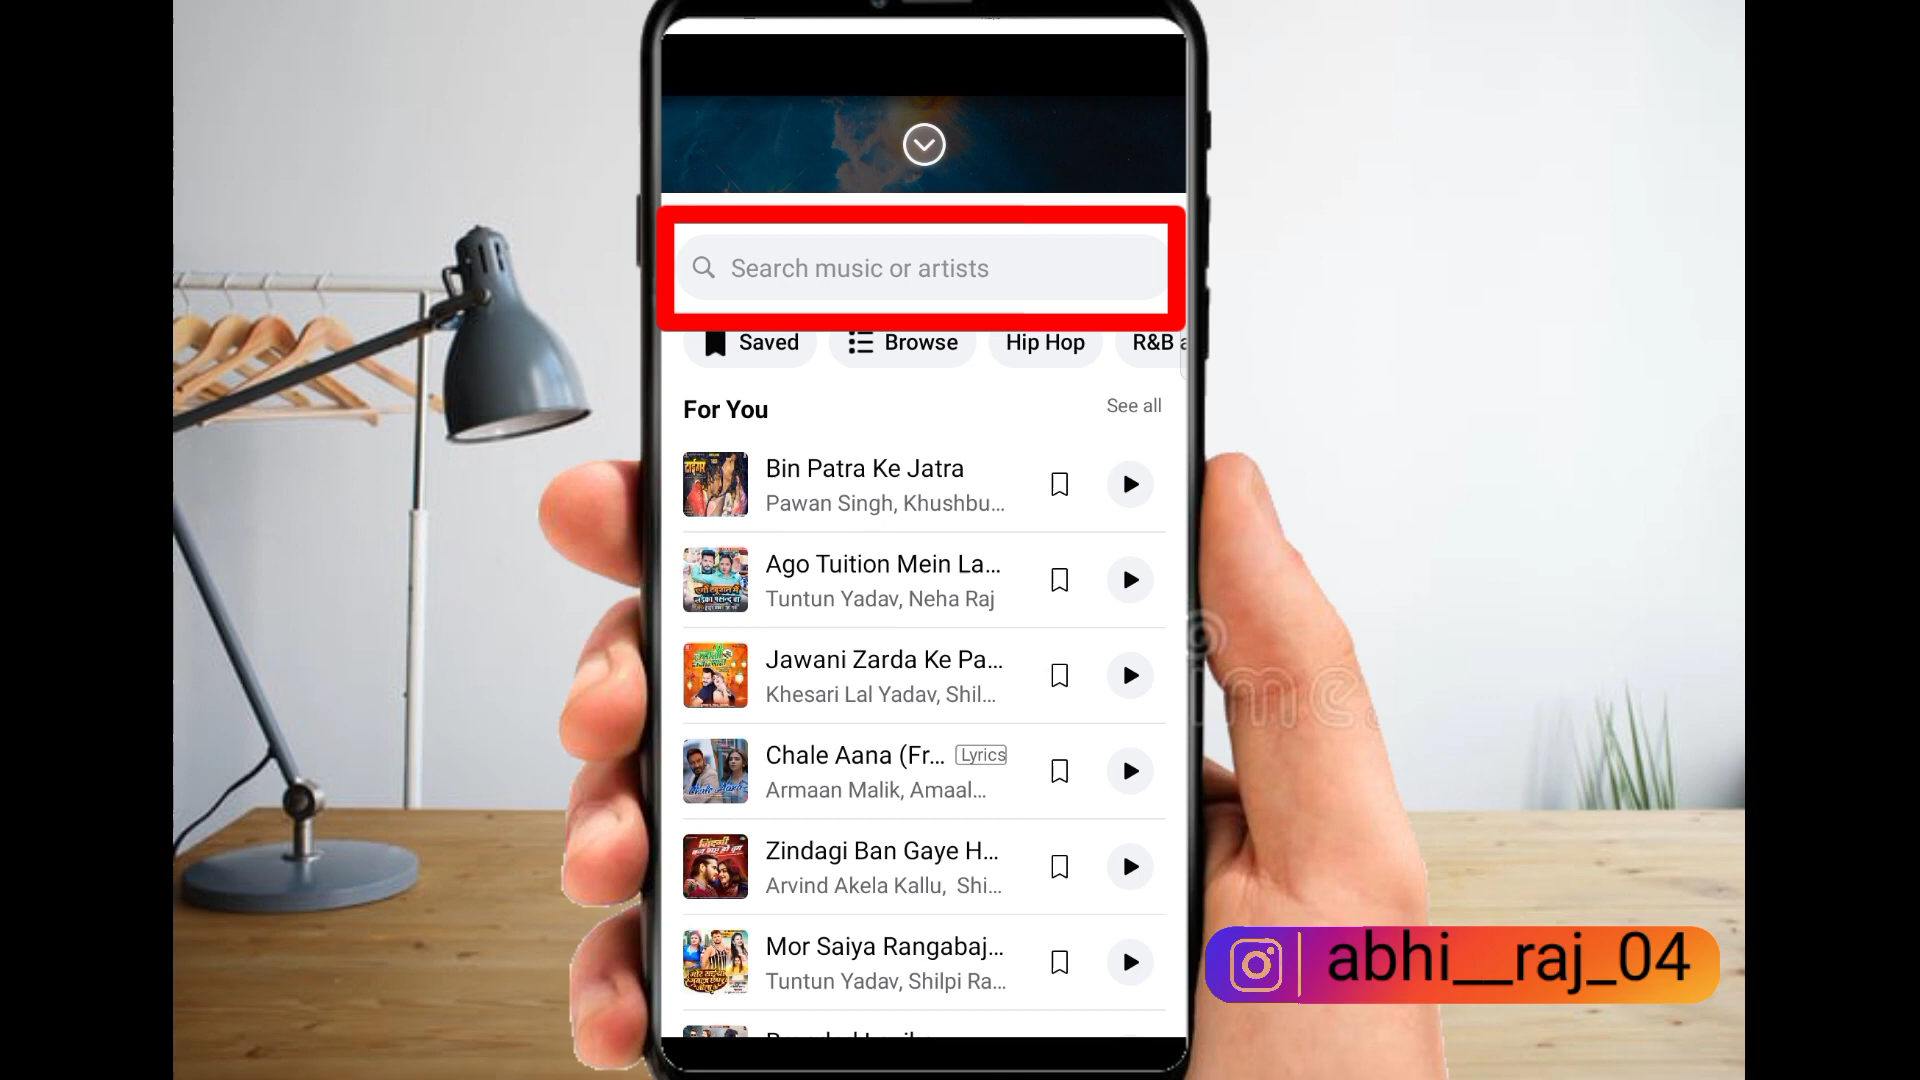 Search music or artists
Saved
Browse
Hip Hop
R&B
For You
See all
Bin Patra Ke Jatra
Pawan Singh, Khushbu...
Ago Tuition Mein La...
Tuntun Yadav, Neha Raj
Jawani Zarda Ke Pa...
Khesari Lal Yadav, Shil...
Chale Aana (Fr... Lyrics
Armaan Malik, Amaal...
Zindagi Ban Gaye H...
Arvind Akela Kallu, Shi...
Mor Saiya Rangabaj...
Tuntun Yadav, Shilpi Ra...
abhi__raj_04